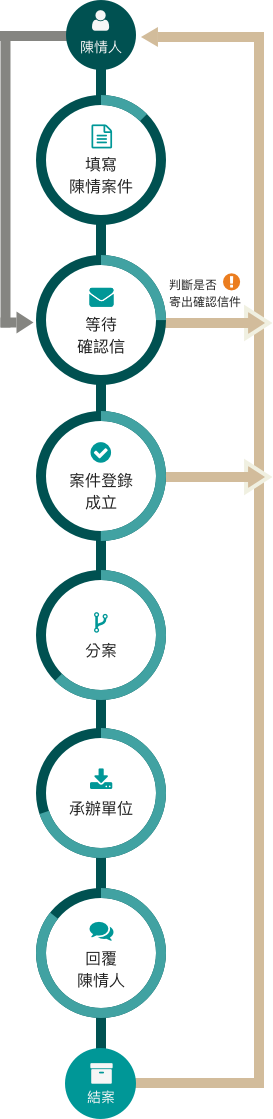 陳情人
填寫
陳情案件
判斷是否
寄出確認信件
等待
確認信
案件登錄
成立
分案
承辦單位
回覆
陳情人
結案